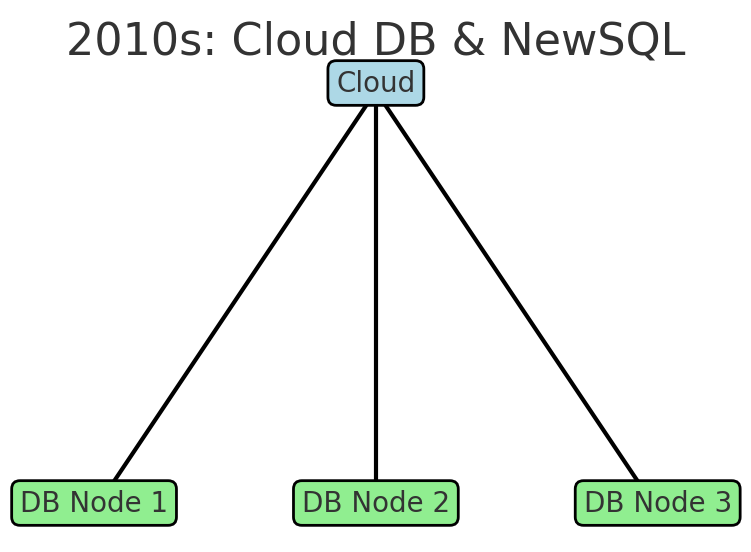 2010s: Cloud DB & NewSQL
Cloud
DB Node 1
DB Node 2
DB Node 3